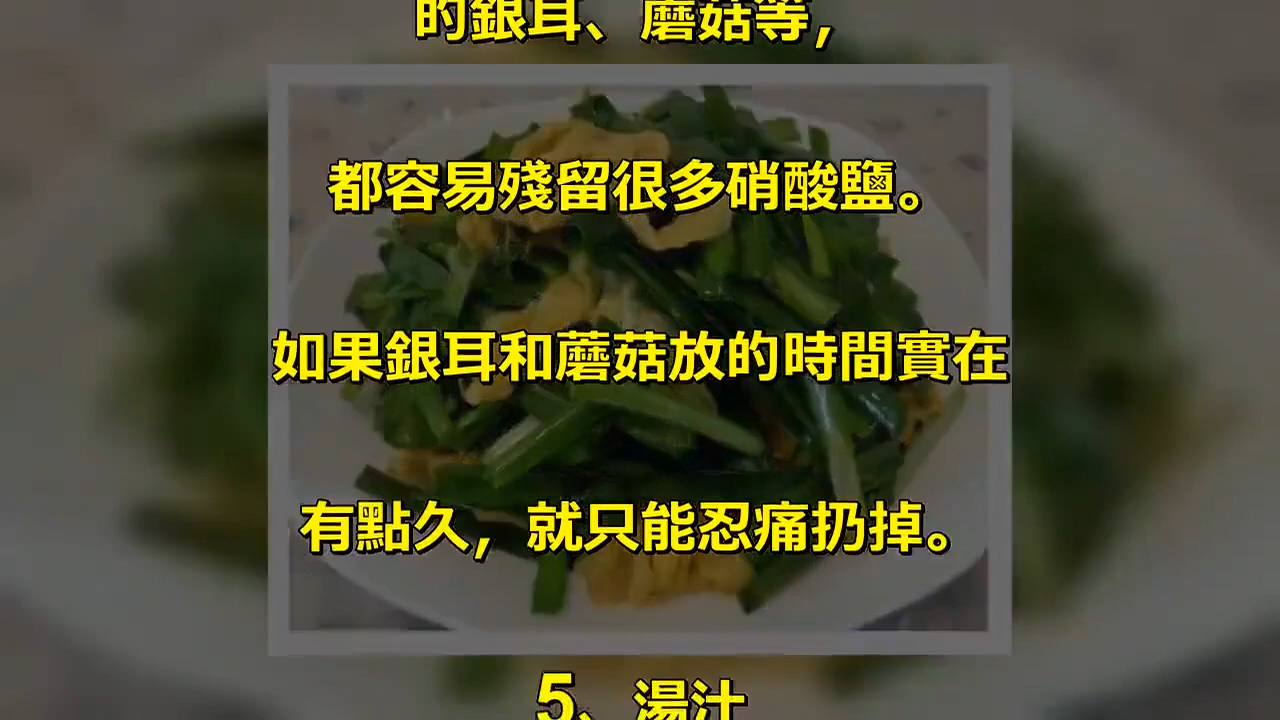 的銀耳、蘑菇等，
都容易殘留很多硝酸鹽。
如果銀耳和蘑菇放的時間實在
有點久，就只能忍痛扔掉。
5、湯汁